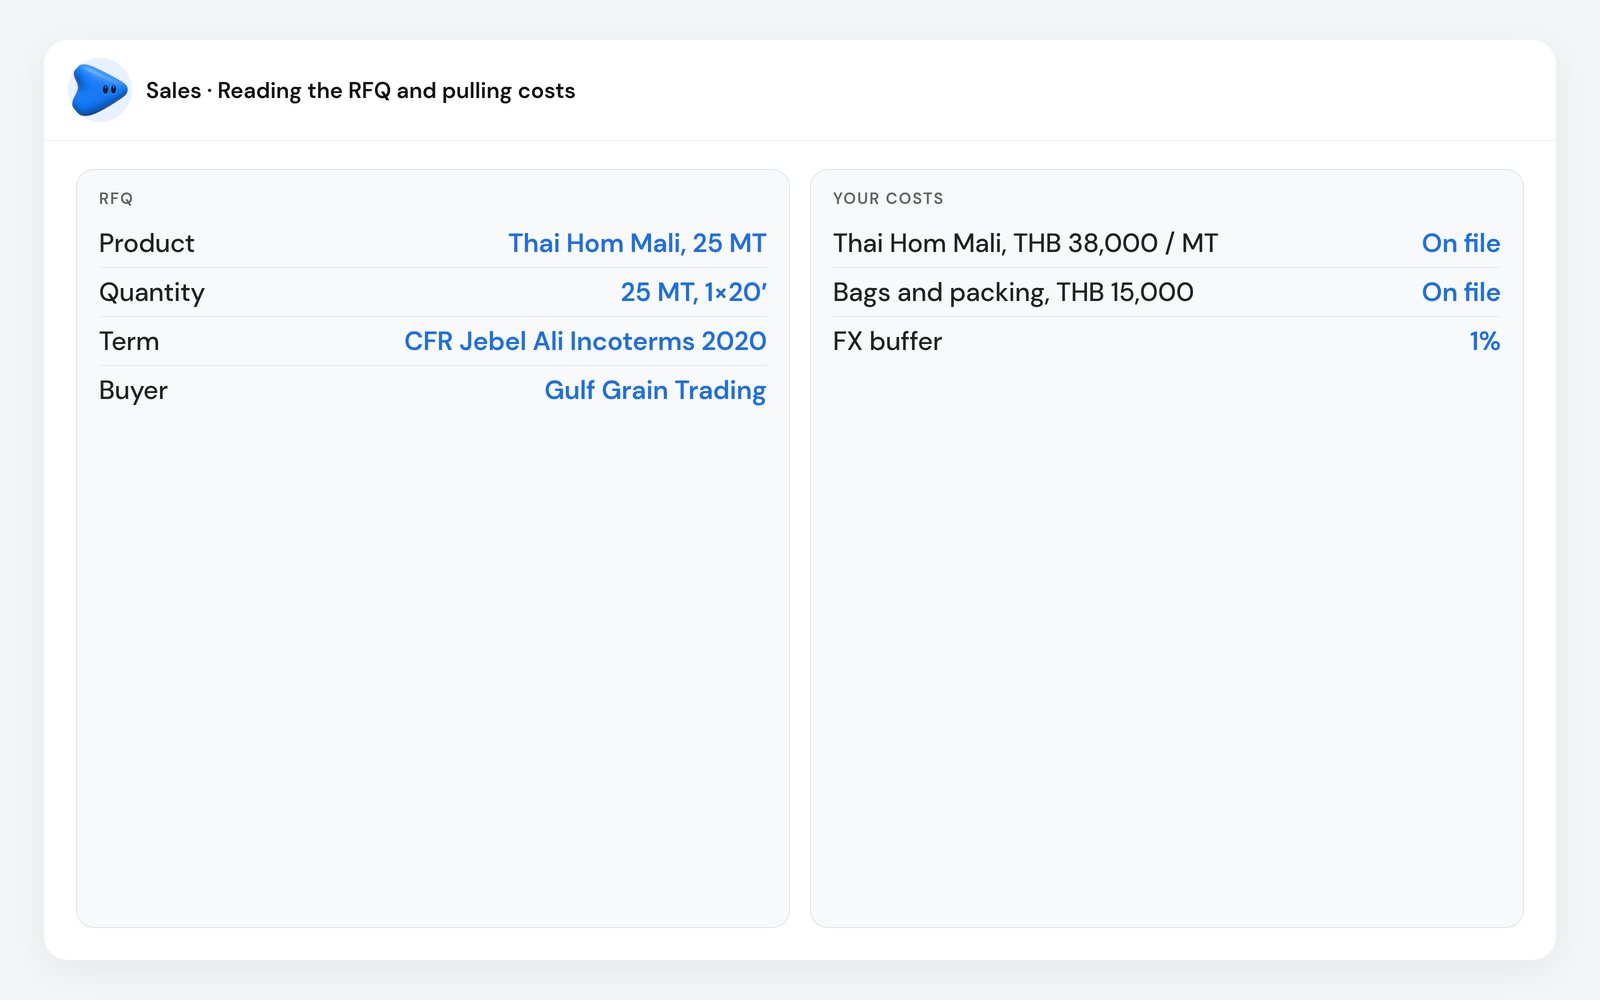 Sales · Reading the RFQ and pulling costs
RFQ
Product Thai Hom Mali, 25 MT
Quantity 25 MT, 1×20′
Term CFR Jebel Ali Incoterms 2020
Buyer Gulf Grain Trading
YOUR COSTS
Thai Hom Mali, THB 38,000 / MT On file
Bags and packing, THB 15,000 On file
FX buffer 1%